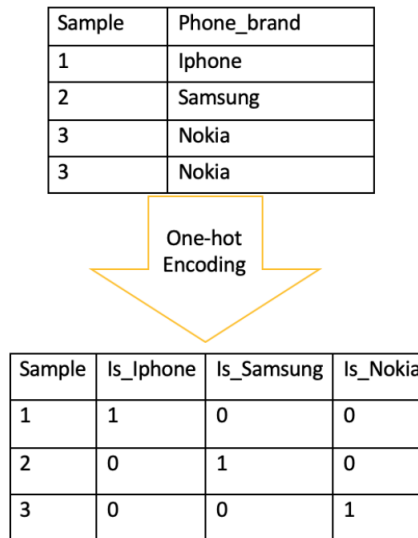 Sample Phone_brand
1 Iphone
2 Samsung
3 Nokia
3 Nokia
One-hot
Encoding
Sample Is_Iphone Is_Samsung Is_Nokia
1 1 0 0
2 0 1 0
3 0 0 1